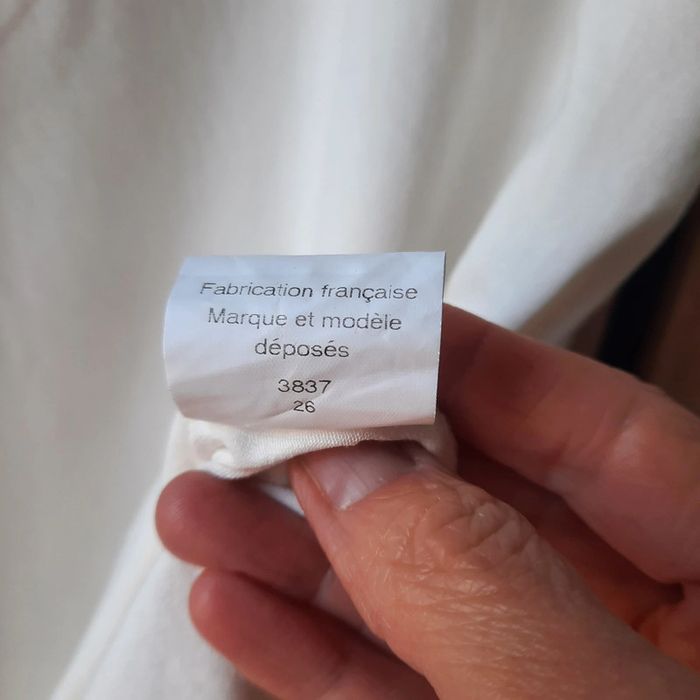 Fabrication française
Marque et modèle
déposés
3837
26